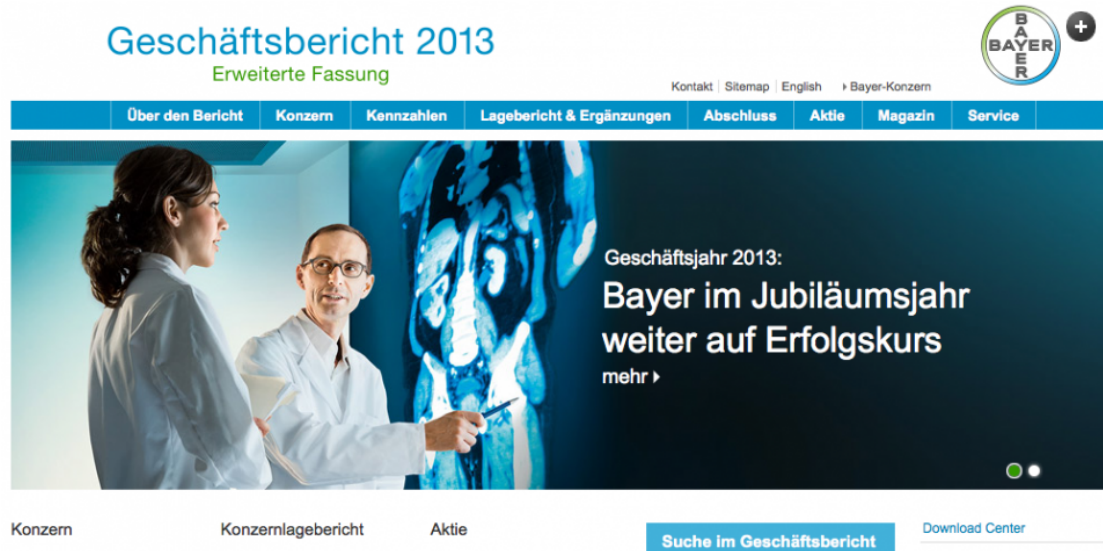 Geschäftsbericht 2013
Erweiterte Fassung
BAYER
BAYER
Kontakt Sitemap English Bayer-Konzern
Über den Bericht Konzern Kennzahlen Lagebericht & Ergänzungen Abschluss Aktie Magazin Service
Geschäftsjahr 2013:
Bayer im Jubiläumsjahr
weiter auf Erfolgskurs
mehr
Konzern Konzernlagebericht Aktie Suche im Geschäftsbericht Download Center